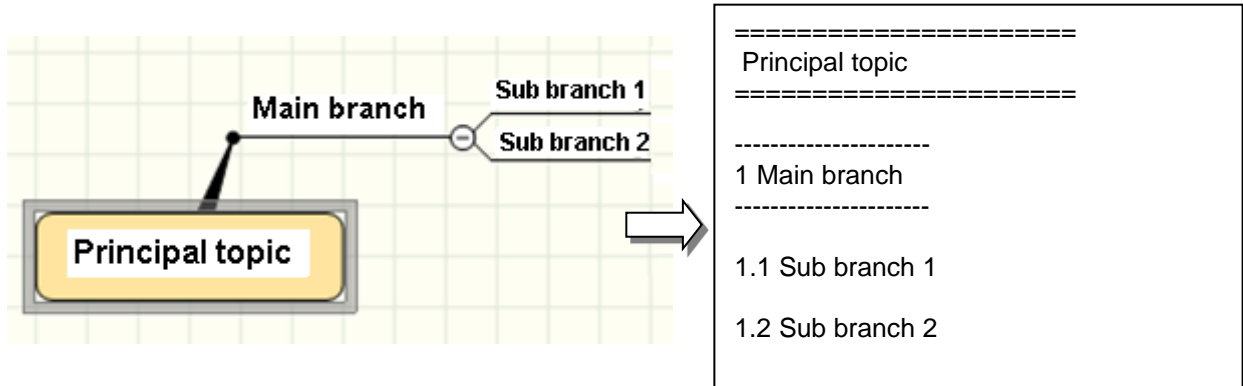 Main branch
Sub branch 1
Sub branch 2
Principal topic
======================
Principal topic
======================
----------------------
1 Main branch
----------------------
1.1 Sub branch 1
1.2 Sub branch 2